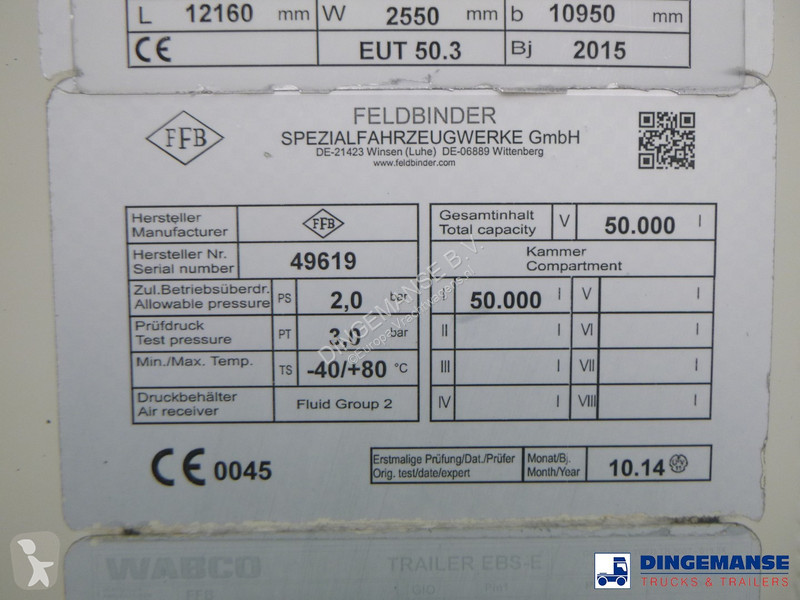 L 12160 mm W 2550 mm b 10950 mm
CE EUT 50.3 Bj 2015
FFB
FELDBINDER
SPEZIALFAHRZEUGWERKE GmbH
DE-21423 Winsen (Luhe) DE-06889 Wittenberg
www.feldbinder.com
Hersteller
Manufacturer
FFB
Hersteller Nr.
Serial number
49619
Zul.Betriebsüberdr.
Allowable pressure
PS 2,0 bar
Prüfdruck
Test pressure
PT 3,0 bar
Min./Max. Temp.
TS -40/+80 °C
Druckbehälter
Air receiver
Fluid Group 2
Gesamtinhalt
Total capacity
V 50.000 l
Kammer
Compartment
I 50.000 l V l
II l VI l
III l VII l
IV l VIII l
CE 0045
Erstmalige Prüfung/Dat./Prüfer
Orig. test/date/expert
Monat/Bj.
Month/Year
10.14
DINGEMANSE B.V.
WABCO TRAILER EBS-E
FFB
DINGEMANSE
TRUCKS & TRAILERS